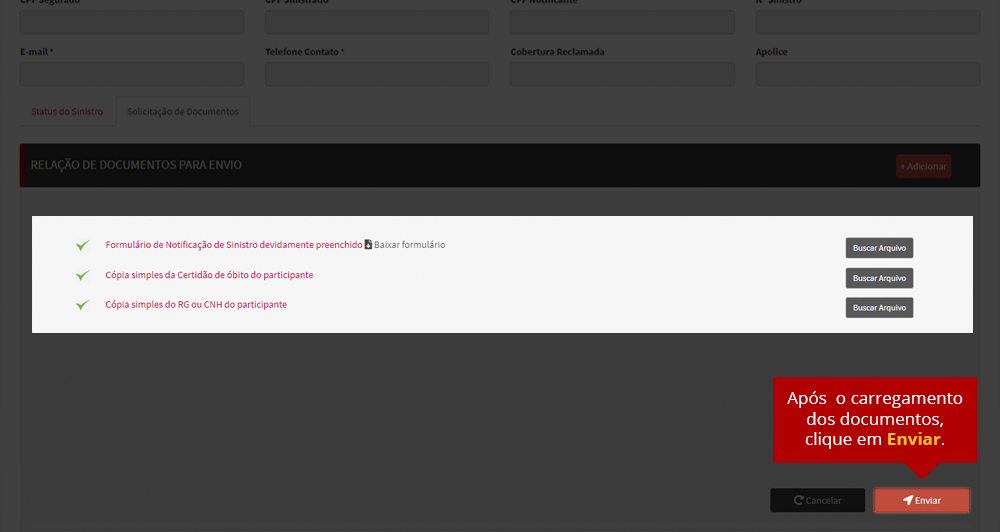 CPF Segurado CPF Sinistrado CPF Notificante Nº Sinistro
E-mail * Telefone Contato * Cobertura Reclamada Apolice
Status do Sinistro Solicitação de Documentos
RELAÇÃO DE DOCUMENTOS PARA ENVIO + Adicionar
Formulário de Notificação de Sinistro devidamente preenchido Baixar formulário Buscar Arquivo
Cópia simples da Certidão de óbito do participante Buscar Arquivo
Cópia simples do RG ou CNH do participante Buscar Arquivo
Após o carregamento
dos documentos,
clique em Enviar.
Cancelar Enviar